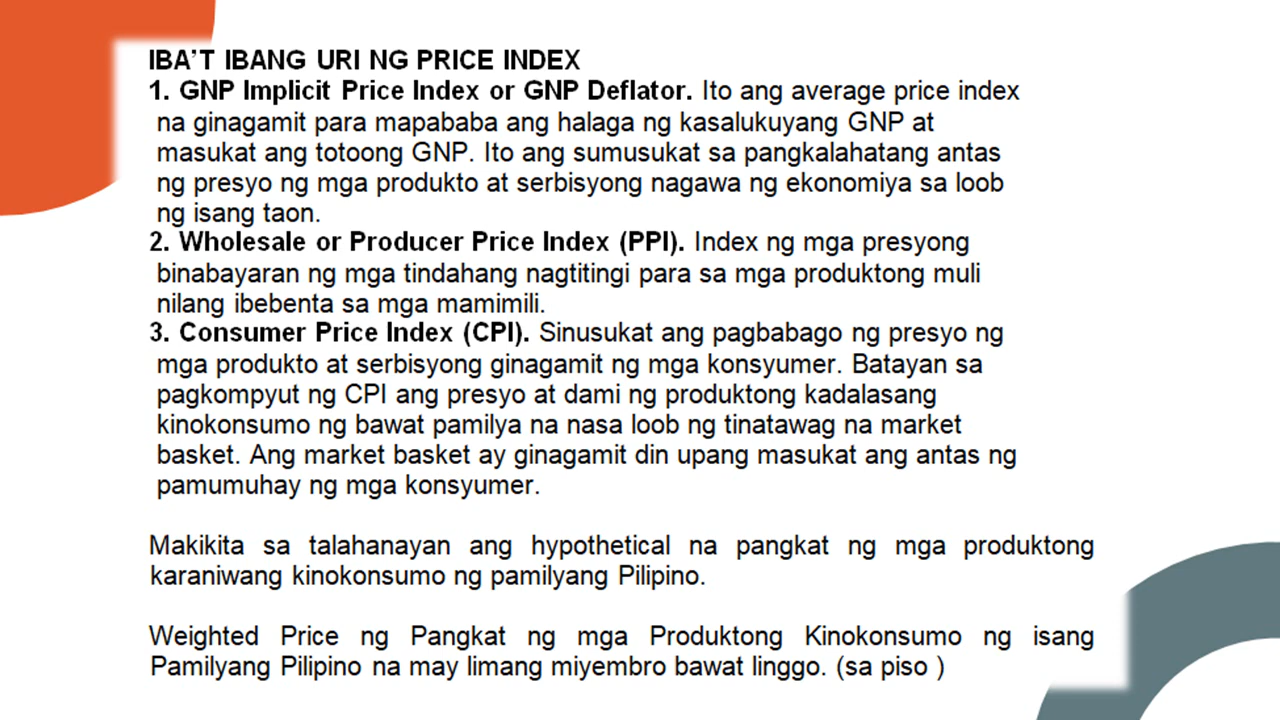 IBA’T IBANG URI NG PRICE INDEX
1. GNP Implicit Price Index or GNP Deflator. Ito ang average price index
na ginagamit para mapababa ang halaga ng kasalukuyang GNP at
masukat ang totoong GNP. Ito ang sumusukat sa pangkalahatang antas
ng presyo ng mga produkto at serbisyong nagawa ng ekonomiya sa loob
ng isang taon.
2. Wholesale or Producer Price Index (PPI). Index ng mga presyong
binabayaran ng mga tindahang nagtitingi para sa mga produktong muli
nilang ibebenta sa mga mamimili.
3. Consumer Price Index (CPI). Sinusukat ang pagbabago ng presyo ng
mga produkto at serbisyong ginagamit ng mga konsyumer. Batayan sa
pagkompyut ng CPI ang presyo at dami ng produktong kadalasang
kinokonsumo ng bawat pamilya na nasa loob ng tinatawag na market
basket. Ang market basket ay ginagamit din upang masukat ang antas ng
pamumuhay ng mga konsyumer.
Makikita sa talahanayan ang hypothetical na pangkat ng mga produktong
karaniwang kinokonsumo ng pamilyang Pilipino.
Weighted Price ng Pangkat ng mga Produktong Kinokonsumo ng isang
Pamilyang Pilipino na may limang miyembro bawat linggo. (sa piso )